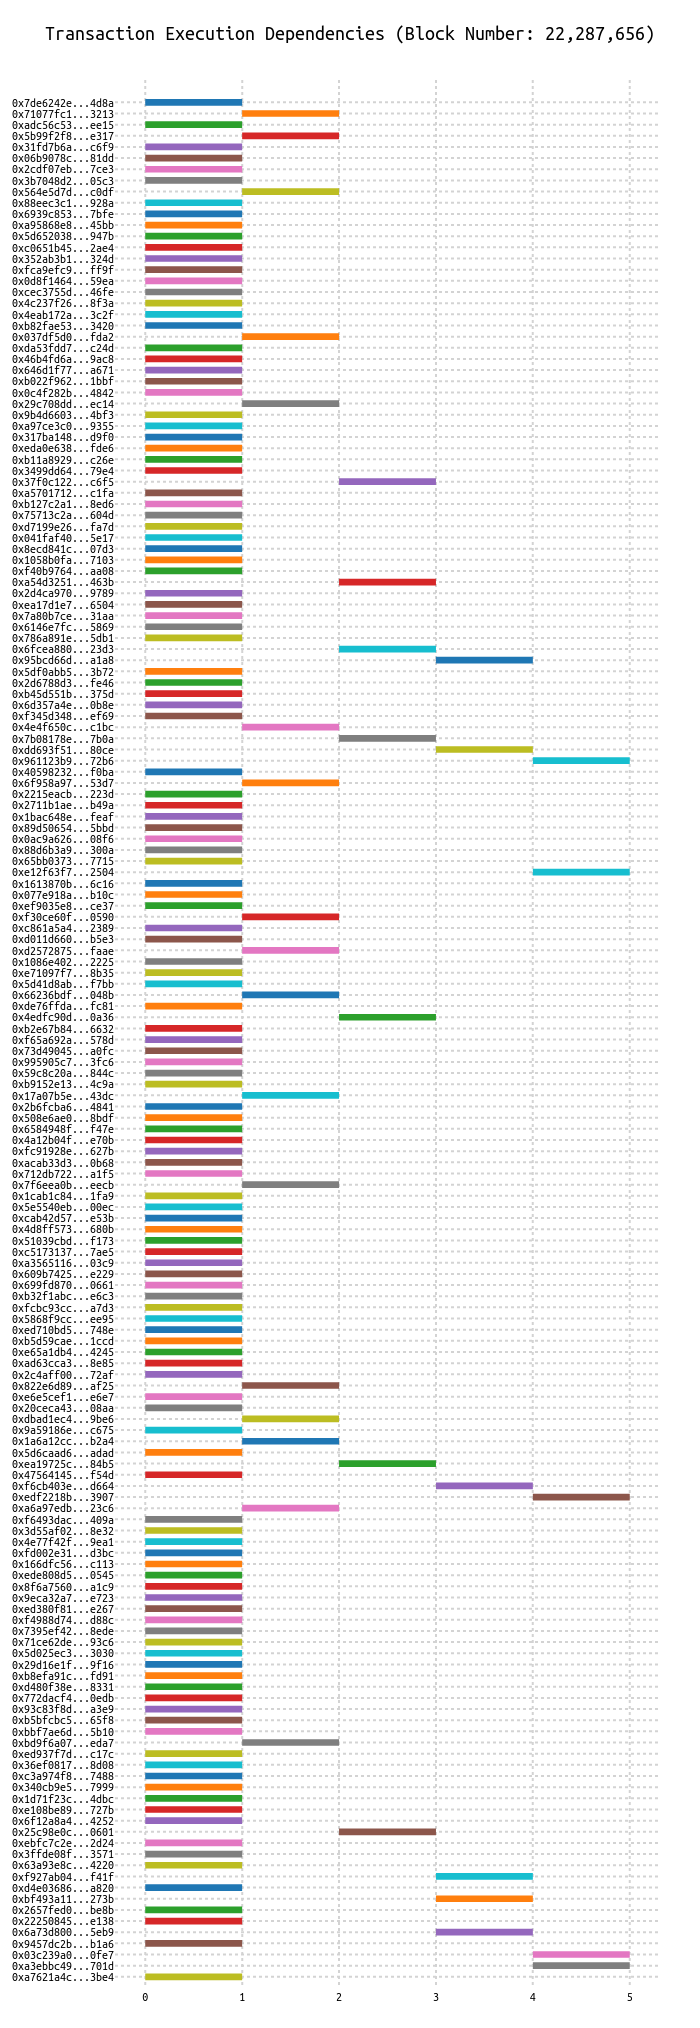 Transaction Execution Dependencies (Block Number: 22,287,656)
0x7de6242e...4d8a
0x71077fc1...3213
0xadc56c53...ee15
0x5b99f2f8...e317
0x31fd7b6a...c6f9
0x06b9078c...81dd
0x2cdf07eb...7ce3
0x3b7048d2...05c3
0x564e5d7d...c0df
0x88eec3c1...928a
0x6939c853...7bfe
0xa95868e8...45bb
0x5d652038...947b
0xc0651b45...2ae4
0x352ab3b1...324d
0xfca9efc9...ff9f
0x0d8f1464...59ea
0xcec3755d...46fe
0x4c237f26...8f3a
0x4eab172a...3c2f
0xb82fae53...3420
0x037df5d0...fda2
0xda53fdd7...c24d
0x46b4fd6a...9ac8
0x646d1f77...a671
0xb022f962...1bbf
0x0c4f282b...4842
0x29c708dd...ec14
0x9b4d6603...4bf3
0xa97ce3c0...9355
0x317ba148...d9f0
0xeda0e638...fde6
0xb11a8929...c26e
0x3499dd64...79e4
0x37f0c122...c6f5
0xa5701712...c1fa
0xb127c2a1...8ed6
0x75713c2a...604d
0xd7199e26...fa7d
0x041faf40...5e17
0x8ecd841c...07d3
0x1058b0fa...7103
0xf40b9764...aa08
0xa54d3251...463b
0x2d4ca970...9789
0xea17d1e7...6504
0x7a80b7ce...31aa
0x6146e7fc...5869
0x786a891e...5db1
0x6fcea880...23d3
0x95bcd66d...a1a8
0x5df0abb5...3b72
0x2d6788d3...fe46
0xb45d551b...375d
0x6d357a4e...0b8e
0xf345d348...ef69
0x4e4f650c...c1bc
0x7b08178e...7b0a
0xdd693f51...80ce
0x961123b9...72b6
0x40598232...f0ba
0x6f958a97...53d7
0x2215eacb...223d
0x2711b1ae...b49a
0x1bac648e...feaf
0x89d50654...5bbd
0x0ac9a626...08f6
0x88d6b3a9...300a
0x65bb0373...7715
0xe12f63f7...2504
0x1613870b...6c16
0x077e918a...b10c
0xef9035e8...ce37
0xf30ce60f...0590
0xc861a5a4...2389
0xd011d660...b5e3
0xd2572875...faae
0x1086e402...2225
0xe71097f7...8b35
0x5d41d8ab...f7bb
0x66236bdf...048b
0xde76ffda...fc81
0x4edfc90d...0a36
0xb2e67b84...6632
0xf65a692a...578d
0x73d49045...a0fc
0x995905c7...3fc6
0x59c8c20a...844c
0xb9152e13...4c9a
0x17a07b5e...43dc
0x2b6fcba6...4841
0x508e6ae0...8bdf
0x6584948f...f47e
0x4a12b04f...e70b
0xfc91928e...627b
0xacab33d3...0b68
0x712db722...a1f5
0x7f6eea0b...eecb
0x1cab1c84...1fa9
0x5e5540eb...00ec
0xcab42d57...e53b
0x4d8ff573...680b
0x51039cbd...f173
0xc5173137...7ae5
0xa3565116...03c9
0x609b7425...e229
0x699fd870...0661
0xb32f1abc...e6c3
0xfcbc93cc...a7d3
0x5868f9cc...ee95
0xed710bd5...748e
0xb5d59cae...1ccd
0xe65a1db4...4245
0xad63cca3...8e85
0x2c4aff00...72af
0x822e6d89...af25
0xe6e5cef1...e6e7
0x20ceca43...08aa
0xdbad1ec4...9be6
0x9a59186e...c675
0x1a6a12cc...b2a4
0x5d6caad6...adad
0xea19725c...84b5
0x47564145...f54d
0xf6cb403e...d664
0xedf2218b...3907
0xa6a97edb...23c6
0xf6493dac...409a
0x3d55af02...8e32
0x4e77f42f...9ea1
0xfd002e31...d3bc
0x166dfc56...c113
0xede808d5...0545
0x8f6a7560...a1c9
0x9eca32a7...e723
0xed380f81...e267
0xf4988d74...d88c
0x7395ef42...8ede
0x71ce62de...93c6
0x5d025ec3...3030
0x29d16e1f...9f16
0xb8efa91c...fd91
0xd480f38e...8331
0x772dacf4...0edb
0x93c83f8d...a3e9
0xb5bfcbc5...65f8
0xbbf7ae6d...5b10
0xbd9f6a07...eda7
0xed937f7d...c17c
0x36ef0817...8d08
0xc3a974f8...7488
0x340cb9e5...7999
0x1d71f23c...4dbc
0xe108be89...727b
0x6f12a8a4...4252
0x25c98e0c...0601
0xebfc7c2e...2d24
0x3ffde08f...3571
0x63a93e8c...4220
0xf927ab04...f41f
0xd4e03686...a820
0xbf493a11...273b
0x2657fed0...be8b
0x22250845...e138
0x6a73d800...5eb9
0x9457dc2b...b1a6
0x03c239a0...0fe7
0xa3ebbc49...701d
0xa7621a4c...3be4
0 1 2 3 4 5